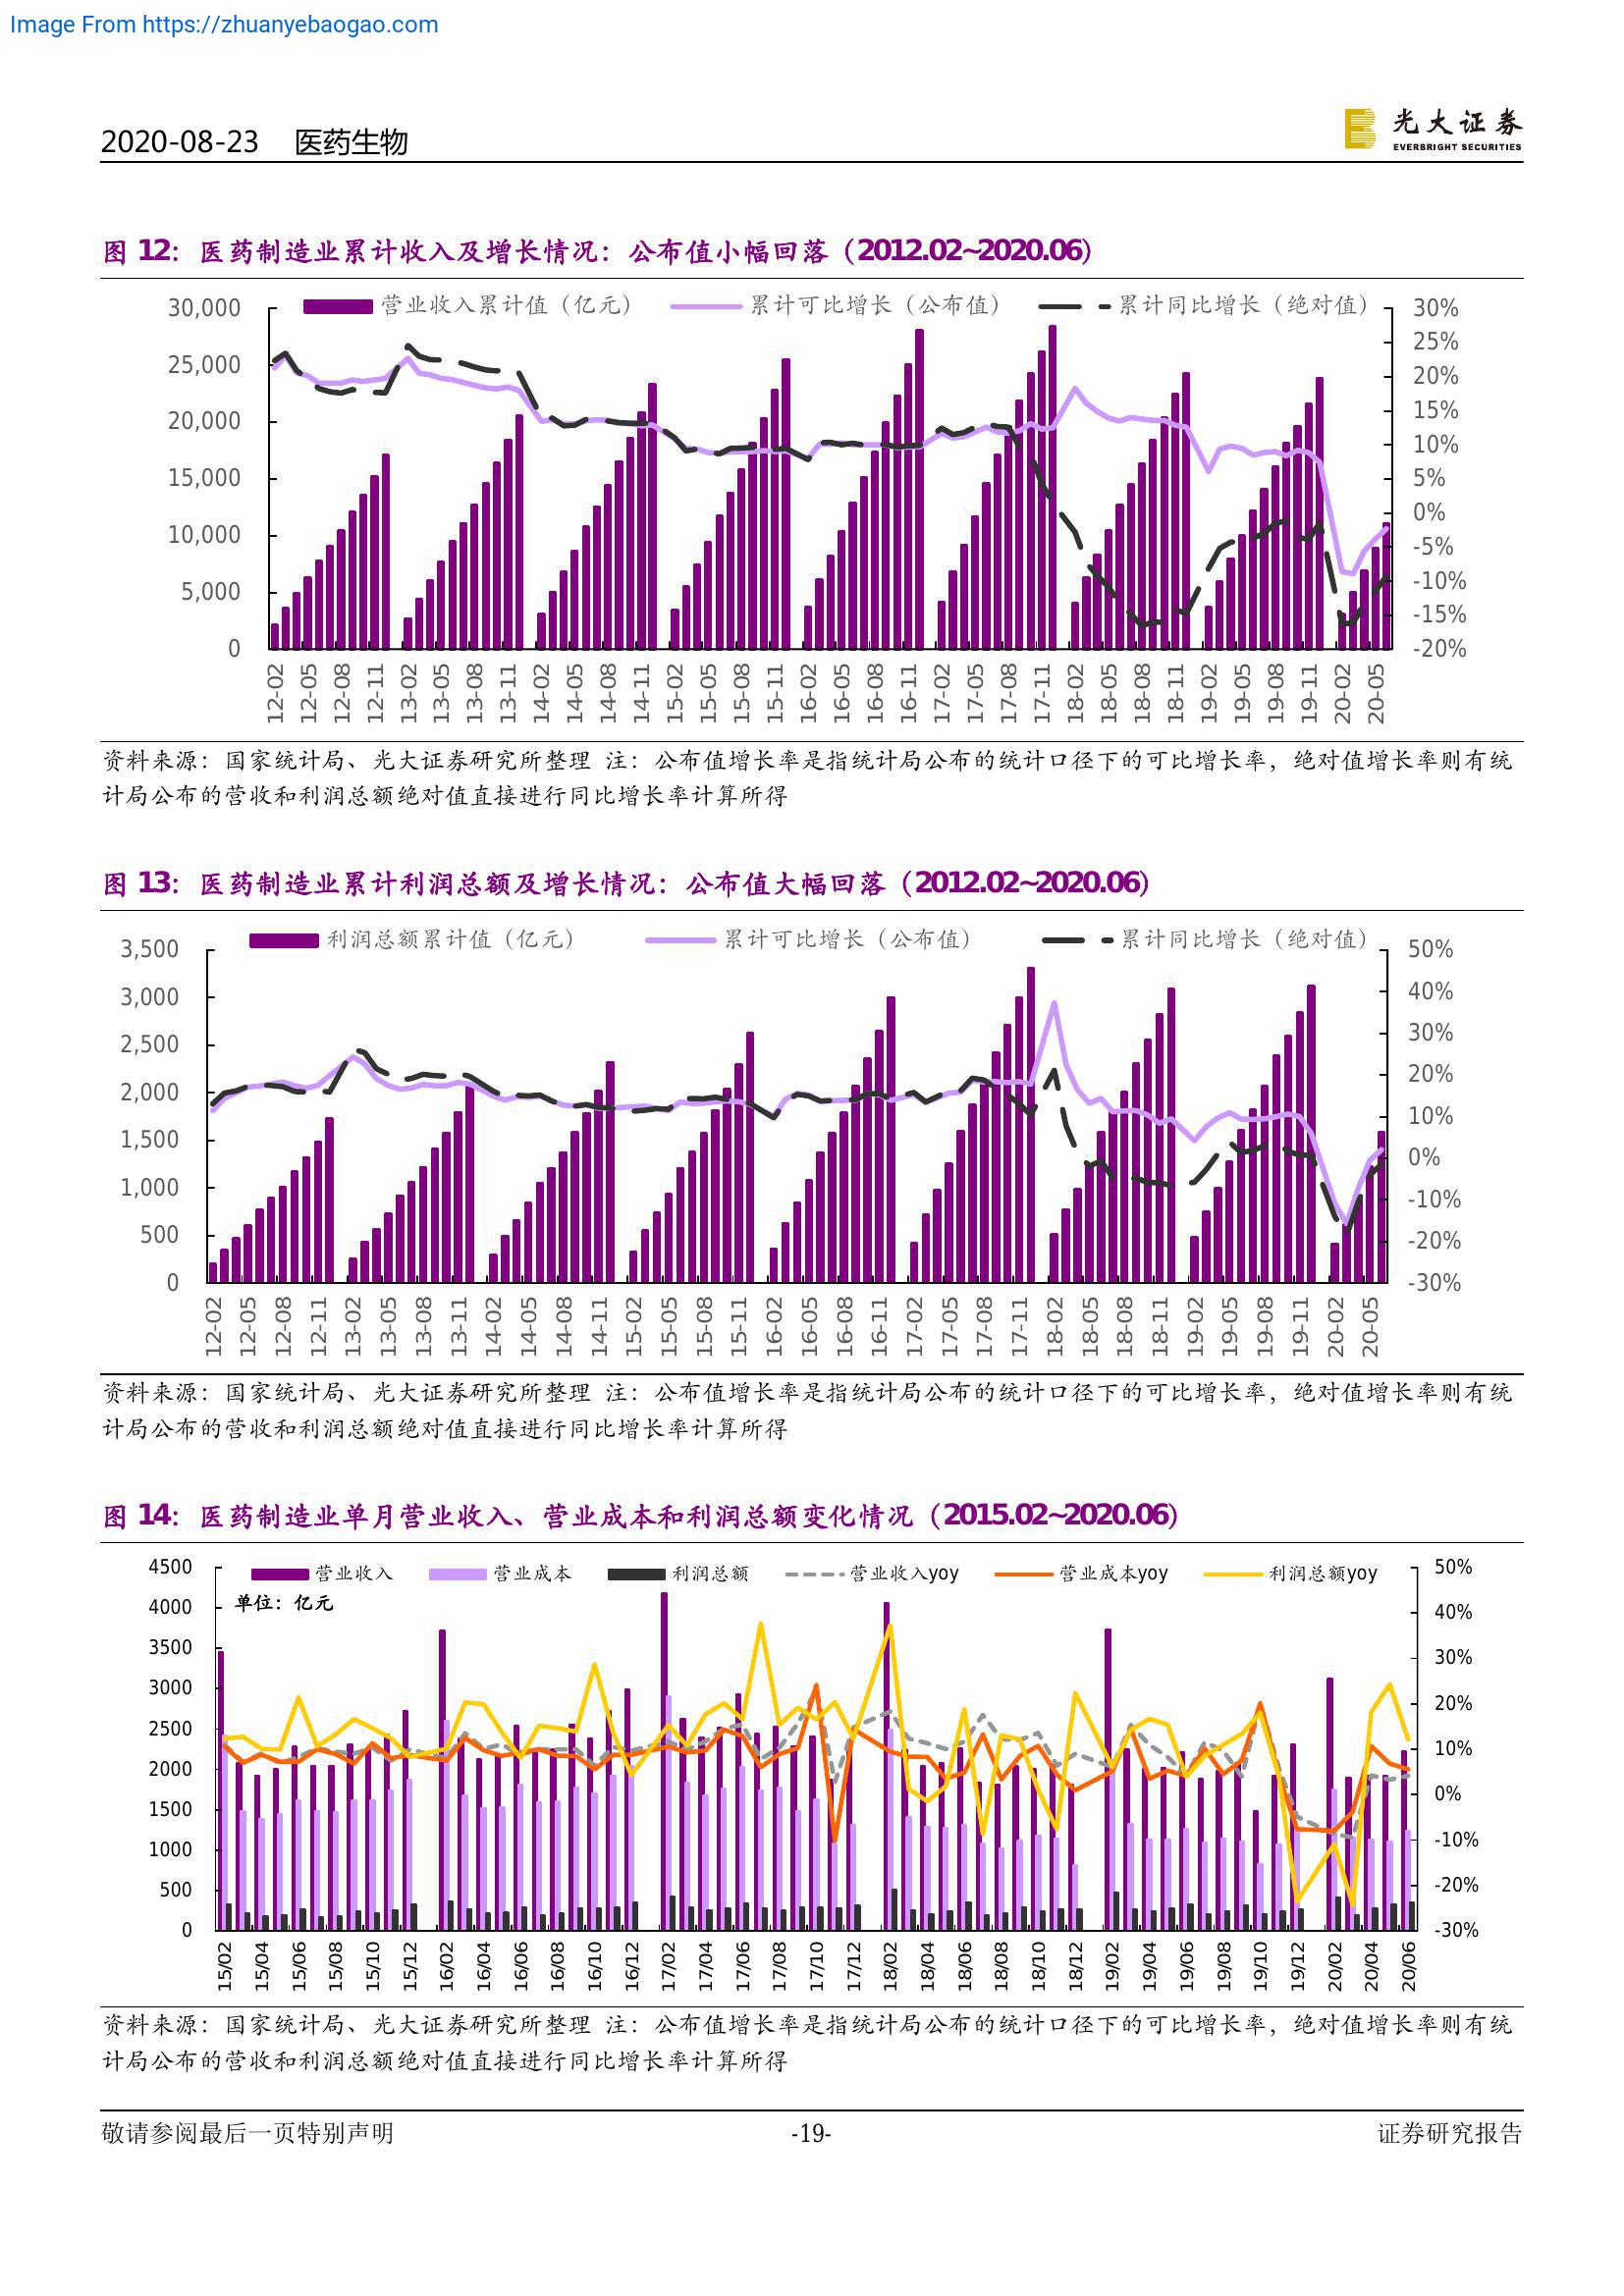 Image From https://zhuanyebaogao.com
2020-08-23 医药生物
光大证券
EVERBRIGHT SECURITIES
图 12：医药制造业累计收入及增长情况：公布值小幅回落（2012.02~2020.06）
营业收入累计值（亿元） 累计可比增长（公布值） 累计同比增长（绝对值）
30,000 30%
25%
25,000 20%
20,000 15%
10%
15,000 5%
0%
10,000 -5%
5,000 -10%
-15%
0 -20%
12-02 12-05 12-08 12-11 13-02 13-05 13-08 13-11 14-02 14-05 14-08 14-11 15-02 15-05 15-08 15-11 16-02 16-05 16-08 16-11 17-02 17-05 17-08 17-11 18-02 18-05 18-08 18-11 19-02 19-05 19-08 19-11 20-02 20-05
资料来源：国家统计局、光大证券研究所整理 注：公布值增长率是指统计局公布的统计口径下的可比增长率，绝对值增长率则有统
计局公布的营收和利润总额绝对值直接进行同比增长率计算所得
图 13：医药制造业累计利润总额及增长情况：公布值大幅回落（2012.02~2020.06）
利润总额累计值（亿元） 累计可比增长（公布值） 累计同比增长（绝对值）
3,500 50%
3,000 40%
2,500 30%
2,000 20%
1,500 10%
0%
1,000 -10%
500 -20%
0 -30%
12-02 12-05 12-08 12-11 13-02 13-05 13-08 13-11 14-02 14-05 14-08 14-11 15-02 15-05 15-08 15-11 16-02 16-05 16-08 16-11 17-02 17-05 17-08 17-11 18-02 18-05 18-08 18-11 19-02 19-05 19-08 19-11 20-02 20-05
资料来源：国家统计局、光大证券研究所整理 注：公布值增长率是指统计局公布的统计口径下的可比增长率，绝对值增长率则有统
计局公布的营收和利润总额绝对值直接进行同比增长率计算所得
图 14：医药制造业单月营业收入、营业成本和利润总额变化情况（2015.02~2020.06）
营业收入 营业成本 利润总额 营业收入yoy 营业成本yoy 利润总额yoy
单位：亿元
4500 50%
4000 40%
3500 30%
3000 20%
2500 10%
2000 0%
1500 -10%
1000 -20%
500
0 -30%
15/02 15/04 15/06 15/08 15/10 15/12 16/02 16/04 16/06 16/08 16/10 16/12 17/02 17/04 17/06 17/08 17/10 17/12 18/02 18/04 18/06 18/08 18/10 18/12 19/02 19/04 19/06 19/08 19/10 19/12 20/02 20/04 20/06
资料来源：国家统计局、光大证券研究所整理 注：公布值增长率是指统计局公布的统计口径下的可比增长率，绝对值增长率则有统
计局公布的营收和利润总额绝对值直接进行同比增长率计算所得
敬请参阅最后一页特别声明 -19- 证券研究报告